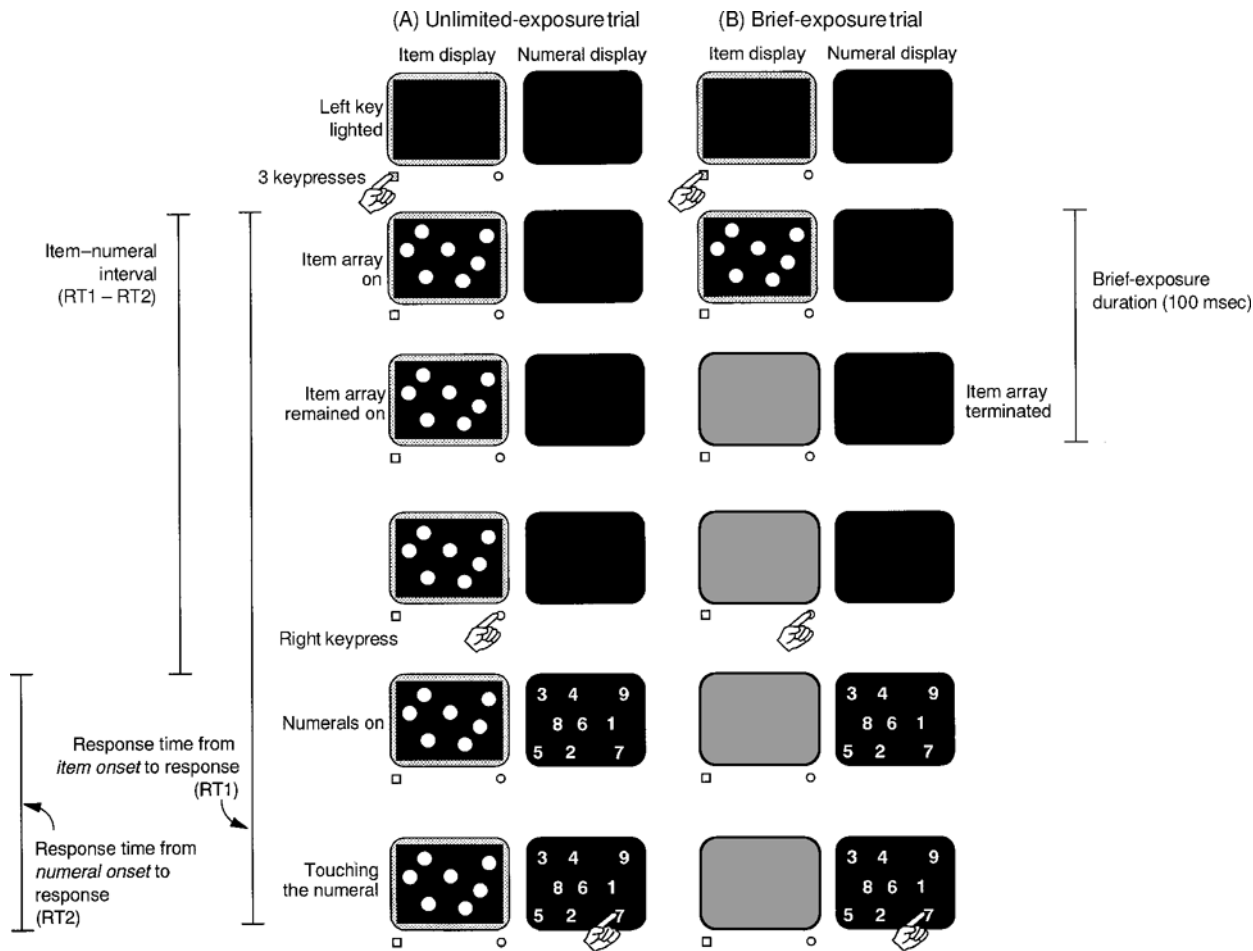 (A) Unlimited-exposure trial
(B) Brief-exposure trial
Item display
Numeral display
Item display
Numeral display
Left key
lighted
3 keypresses
Item–numeral
interval
(RT1 – RT2)
Item array
on
Brief-exposure
duration (100 msec)
Item array
remained on
Item array
terminated
Right keypress
Numerals on
3 4 9
8 6 1
5 2 7
3 4 9
8 6 1
5 2 7
Response time from
item onset to response
(RT1)
Response time from
numeral onset to
response
(RT2)
Touching
the numeral
3 4 9
8 6 1
5 2 7
3 4 9
8 6 1
5 2 7